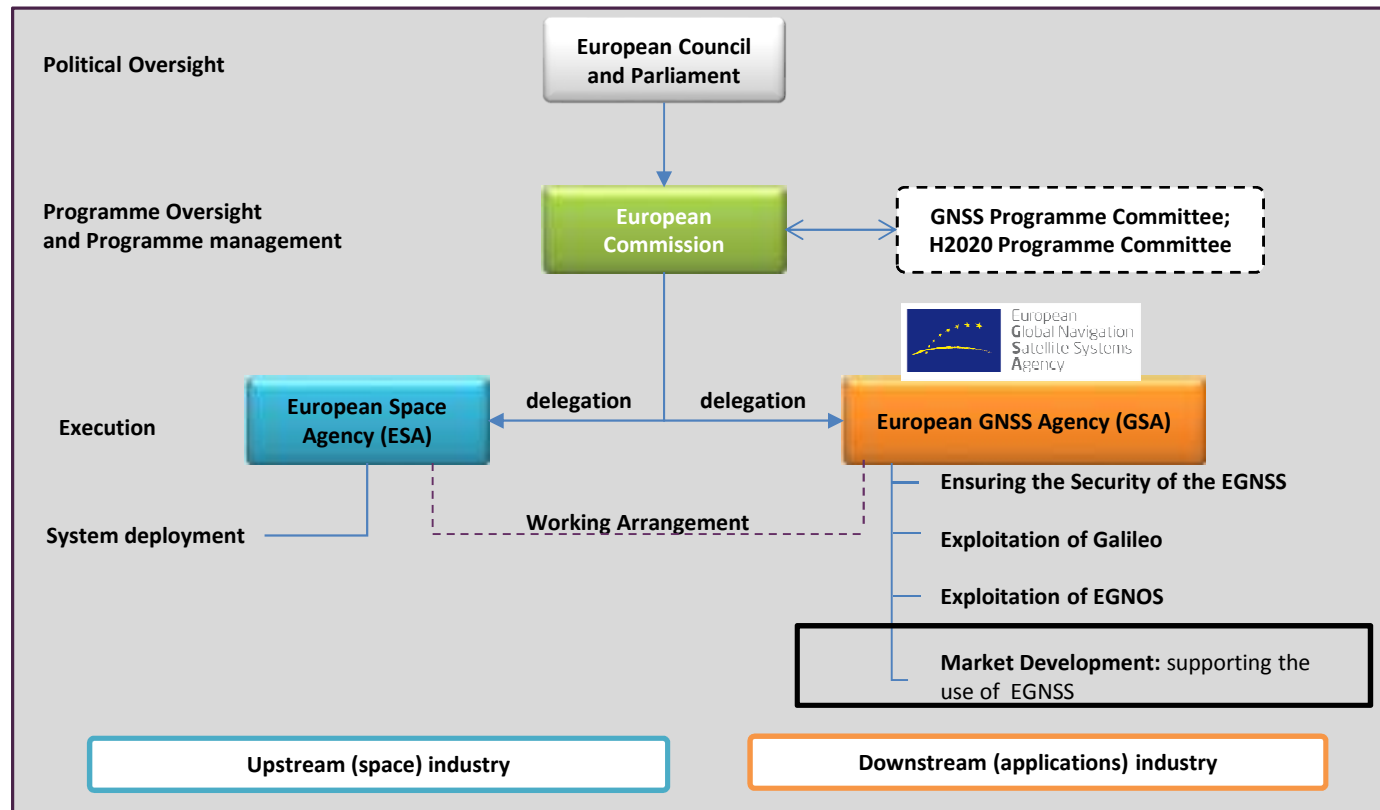 Political Oversight
European Council
and Parliament
Programme Oversight
and Programme management
European
Commission
GNSS Programme Committee;
H2020 Programme Committee
European
Global Navigation
Satellite Systems
Agency
Execution
European Space
Agency (ESA)
delegation
delegation
European GNSS Agency (GSA)
System deployment
Working Arrangement
Ensuring the Security of the EGNSS
Exploitation of Galileo
Exploitation of EGNOS
Market Development: supporting the
use of EGNSS
Upstream (space) industry
Downstream (applications) industry